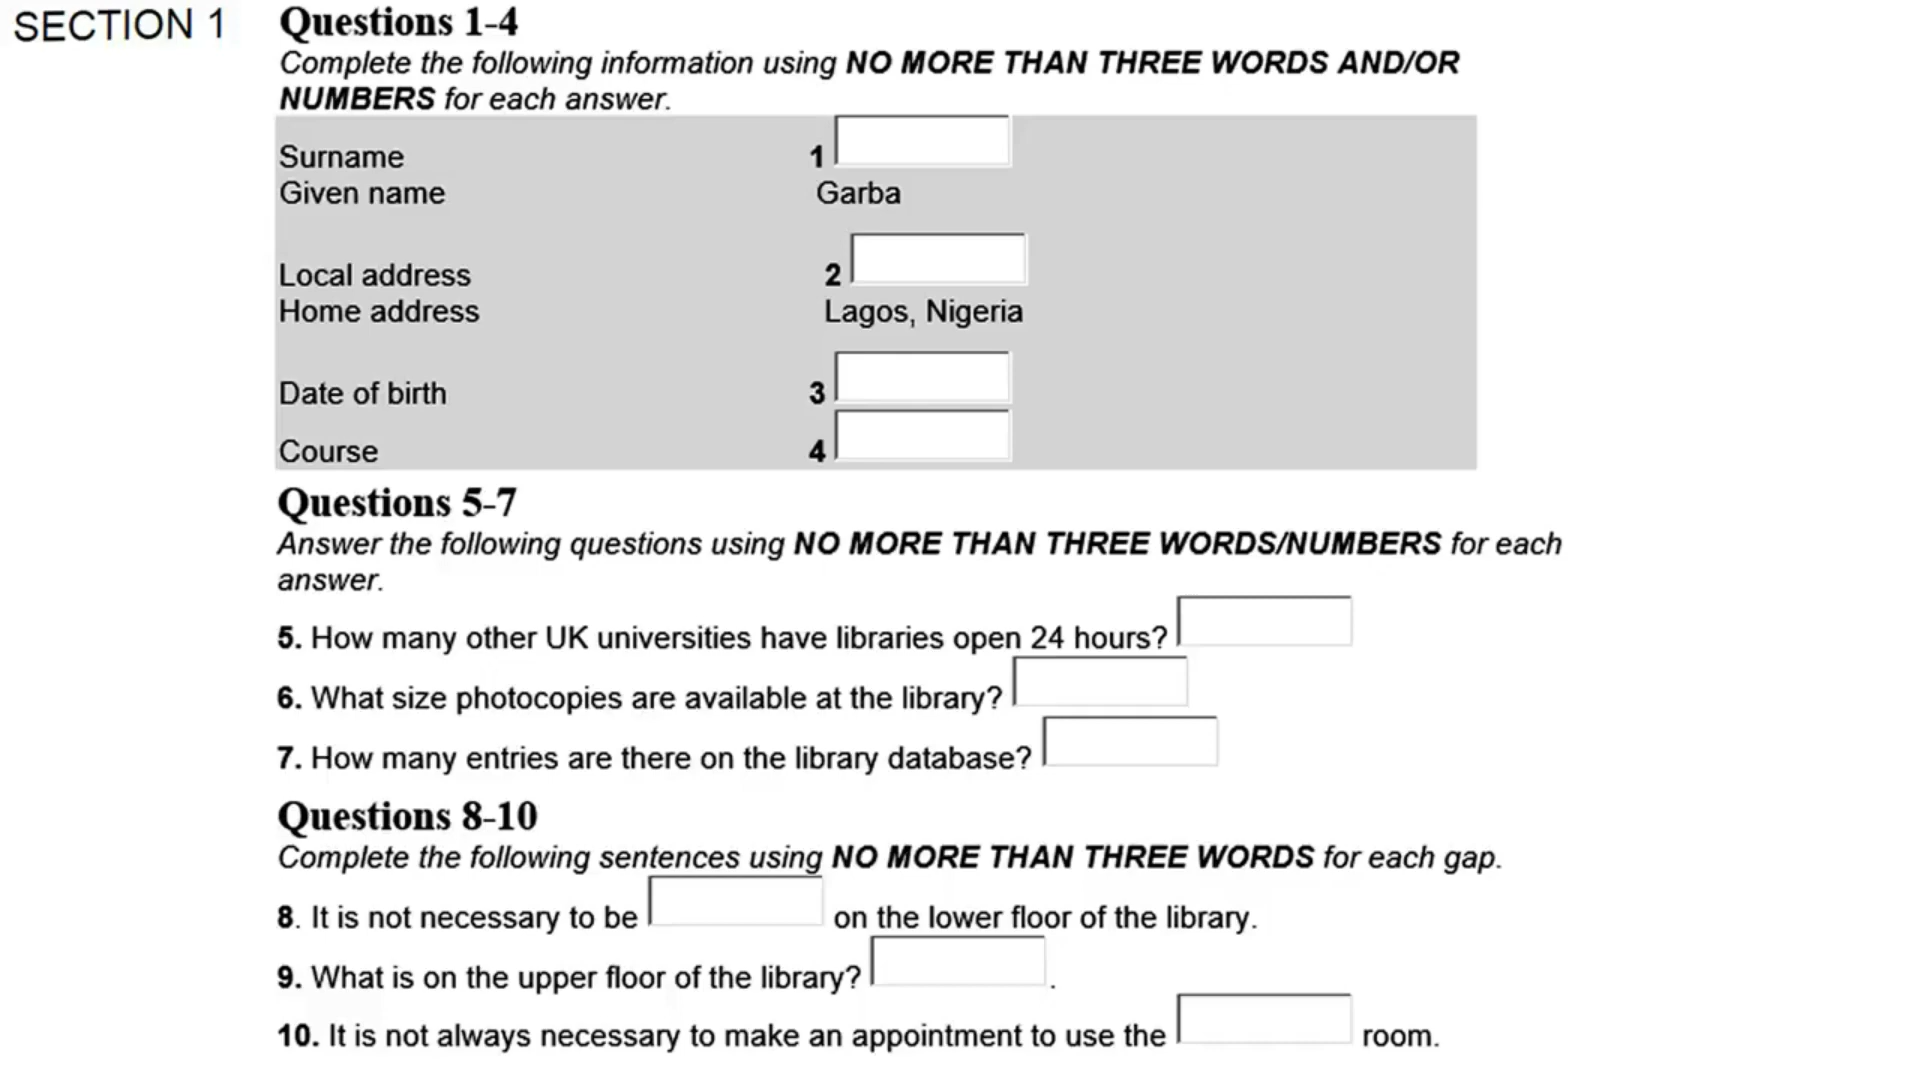 SECTION 1
Questions 1-4
Complete the following information using NO MORE THAN THREE WORDS AND/OR
NUMBERS for each answer.
Surname 1
Given name Garba
Local address 2
Home address Lagos, Nigeria
Date of birth 3
Course 4
Questions 5-7
Answer the following questions using NO MORE THAN THREE WORDS/NUMBERS for each
answer.
5. How many other UK universities have libraries open 24 hours?
6. What size photocopies are available at the library?
7. How many entries are there on the library database?
Questions 8-10
Complete the following sentences using NO MORE THAN THREE WORDS for each gap.
8. It is not necessary to be on the lower floor of the library.
9. What is on the upper floor of the library? .
10. It is not always necessary to make an appointment to use the room.